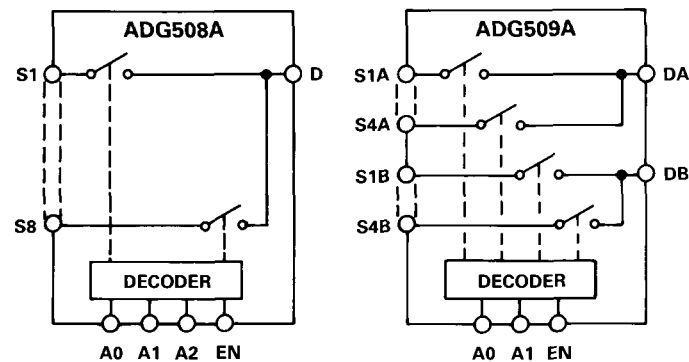 ADG508A
S1
D
S8
DECODER
A0 A1 A2 EN
ADG509A
S1A
DA
S4A
S1B
DB
S4B
DECODER
A0 A1 EN